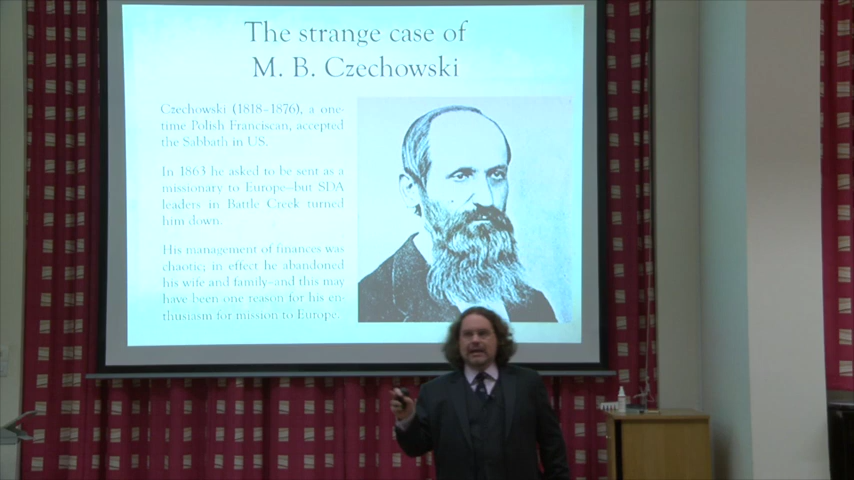 The strange case of
M. B. Czechowski
Czechowski (1818–1876), a one-
time Polish Franciscan, accepted
the Sabbath in US.
In 1863 he asked to be sent as a
missionary to Europe–but SDA
leaders in Battle Creek turned
him down.
His management of finances was
chaotic; in effect he abandoned
his wife and family–and this may
have been one reason for his en-
thusiasm for mission to Europe.